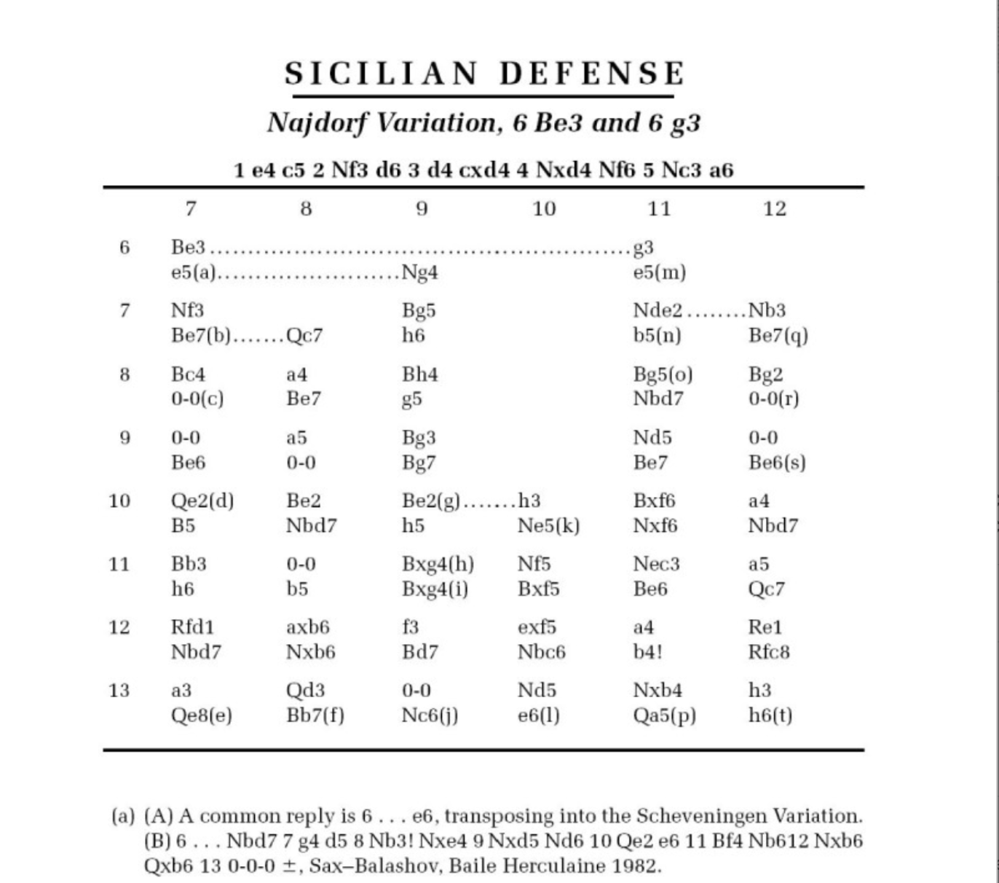 SICILIAN DEFENSE
Najdorf Variation, 6 Be3 and 6 g3
1 e4 c5 2 Nf3 d6 3 d4 cxd4 4 Nxd4 Nf6 5 Nc3 a6
7 8 9 10 11 12
6 Be3 ........................................................ g3
e5(a)........................Ng4 e5(m)
7 Nf3 Bg5 Nde2 ........Nb3
Be7(b).......Qc7 h6 b5(n) Be7(q)
8 Bc4 a4 Bh4 Bg5(o) Bg2
0-0(c) Be7 g5 Nbd7 0-0(r)
9 0-0 a5 Bg3 Nd5 0-0
Be6 0-0 Bg7 Be7 Be6(s)
10 Qe2(d) Be2 Be2(g).......h3 Bxf6 a4
B5 Nbd7 h5 Ne5(k) Nxf6 Nbd7
11 Bb3 0-0 Bxg4(h) Nf5 Nec3 a5
h6 b5 Bxg4(i) Bxf5 Be6 Qc7
12 Rfd1 axb6 f3 exf5 a4 Re1
Nbd7 Nxb6 Bd7 Nbc6 b4! Rfc8
13 a3 Qd3 0-0 Nd5 Nxb4 h3
Qe8(e) Bb7(f) Nc6(j) e6(l) Qa5(p) h6(t)
(a) (A) A common reply is 6 . . . e6, transposing into the Scheveningen Variation.
(B) 6 . . . Nbd7 7 g4 d5 8 Nb3! Nxe4 9 Nxd5 Nd6 10 Qe2 e6 11 Bf4 Nb612 Nxb6
Qxb6 13 0-0-0 ±, Sax–Balashov, Baile Herculaine 1982.